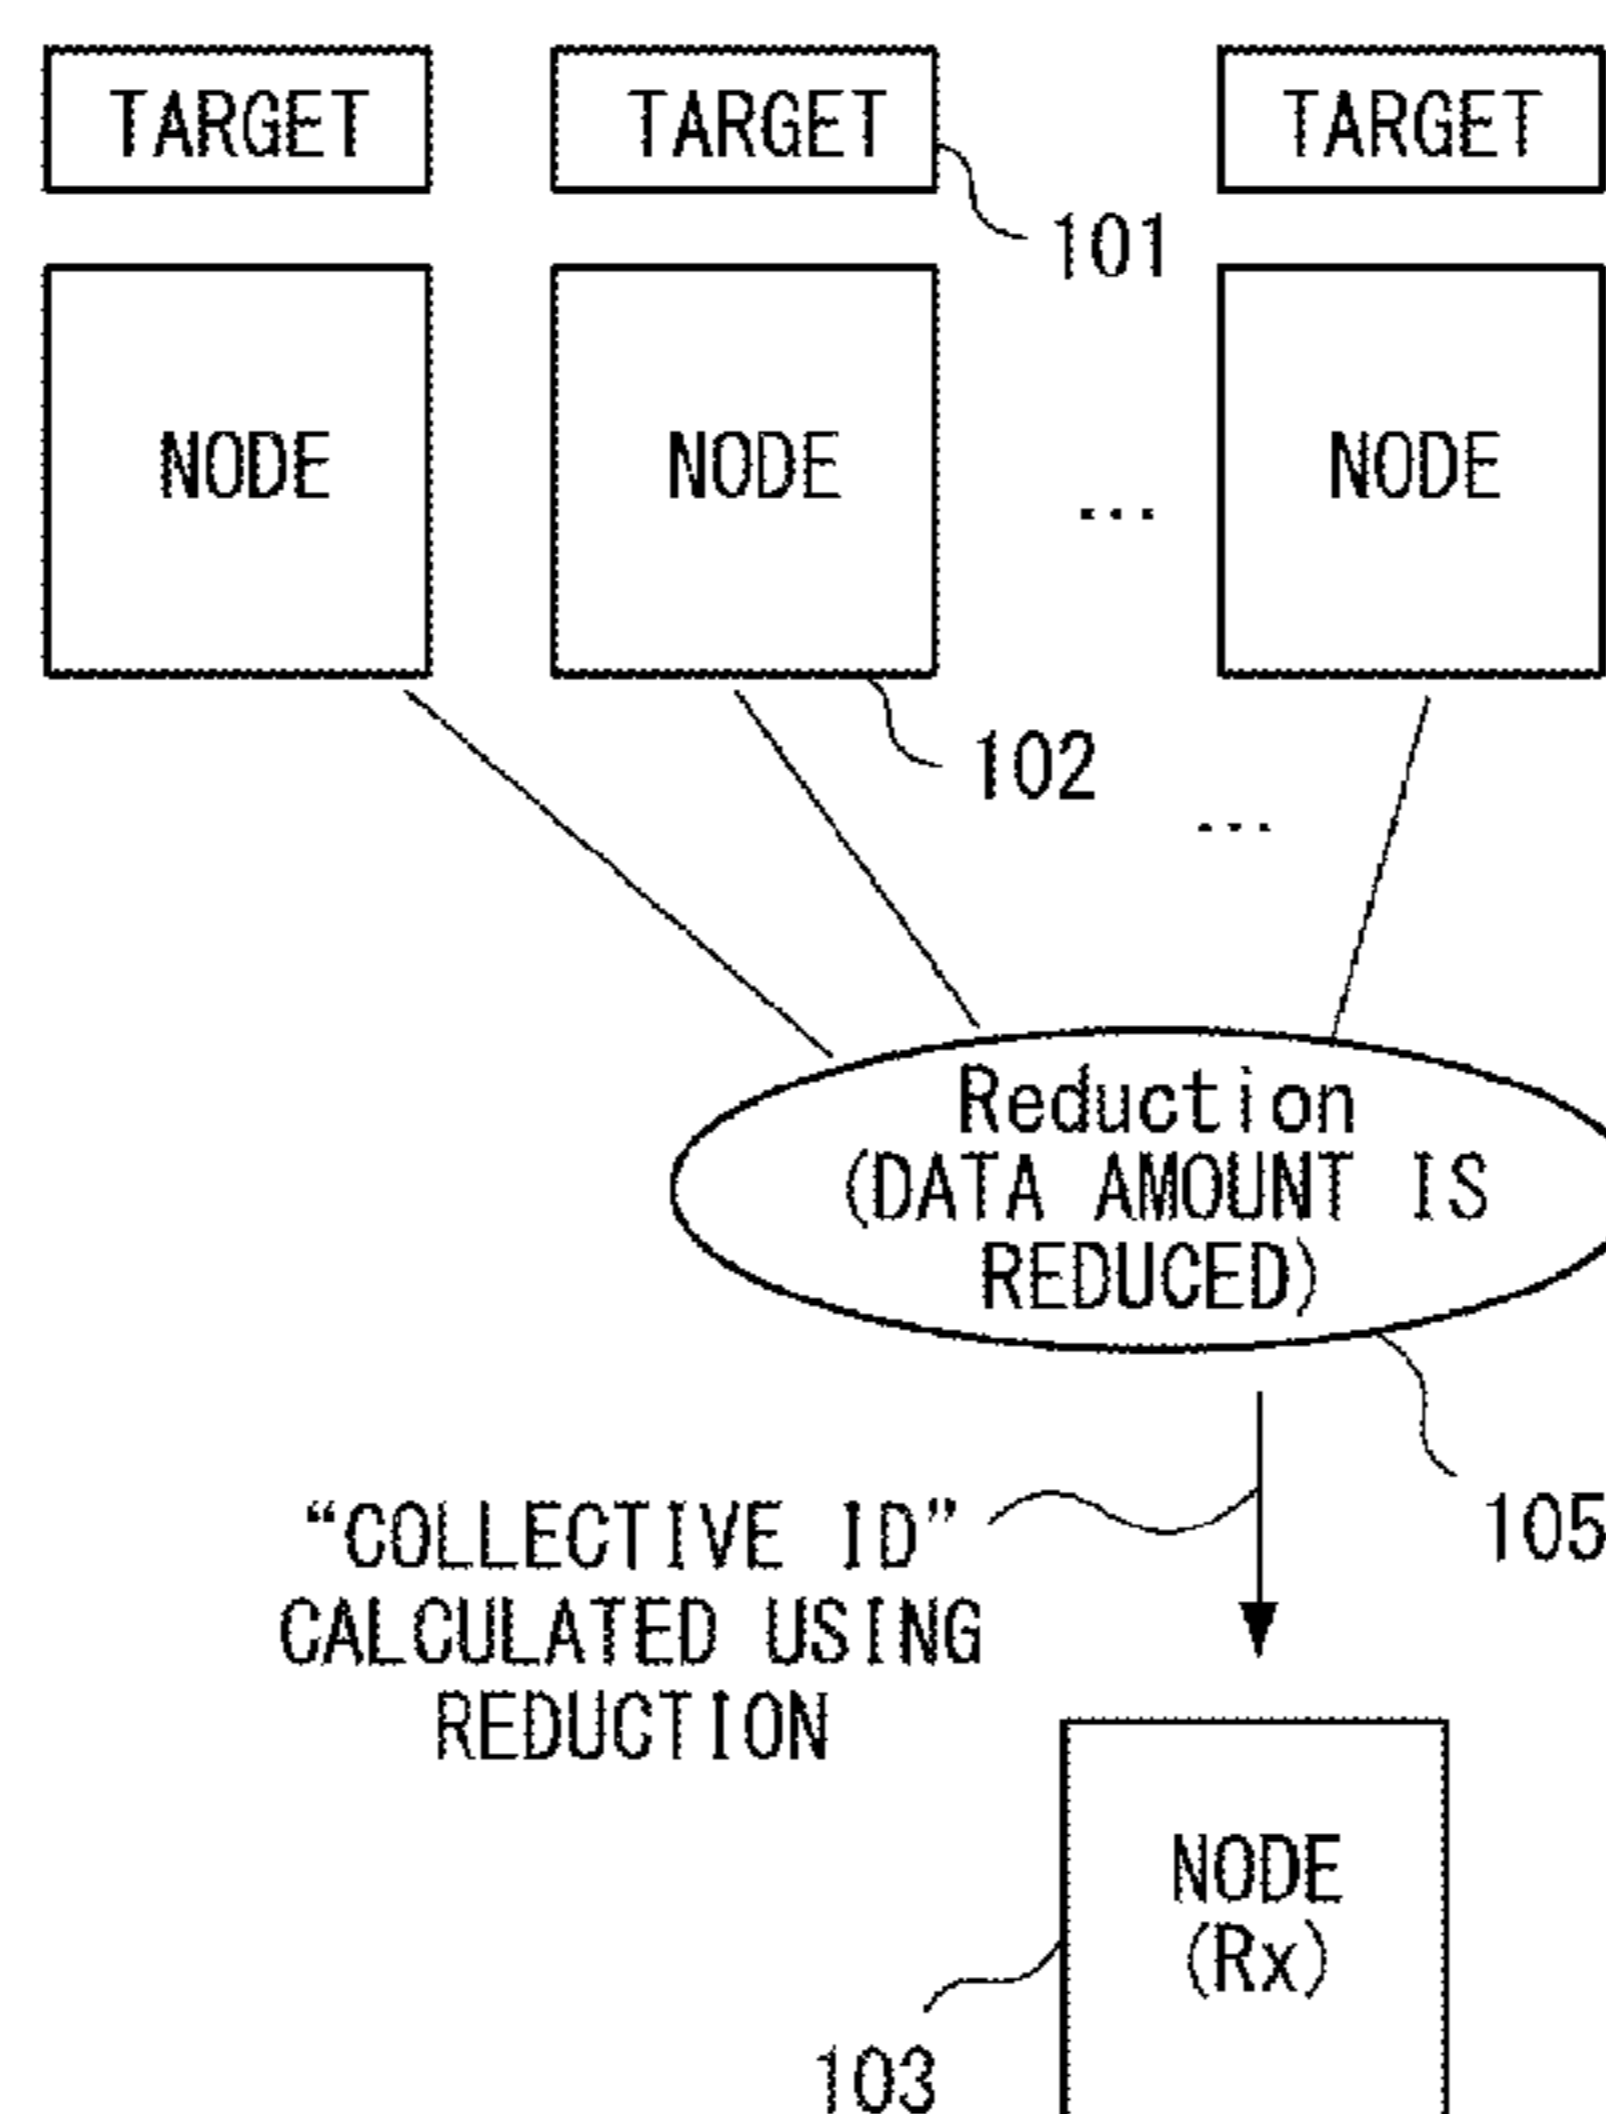 TARGET TARGET TARGET
101
NODE NODE ... NODE
102
...
Reduction
(DATA AMOUNT IS
REDUCED)
105
“COLLECTIVE ID”
CALCULATED USING
REDUCTION
NODE
(Rx)
103